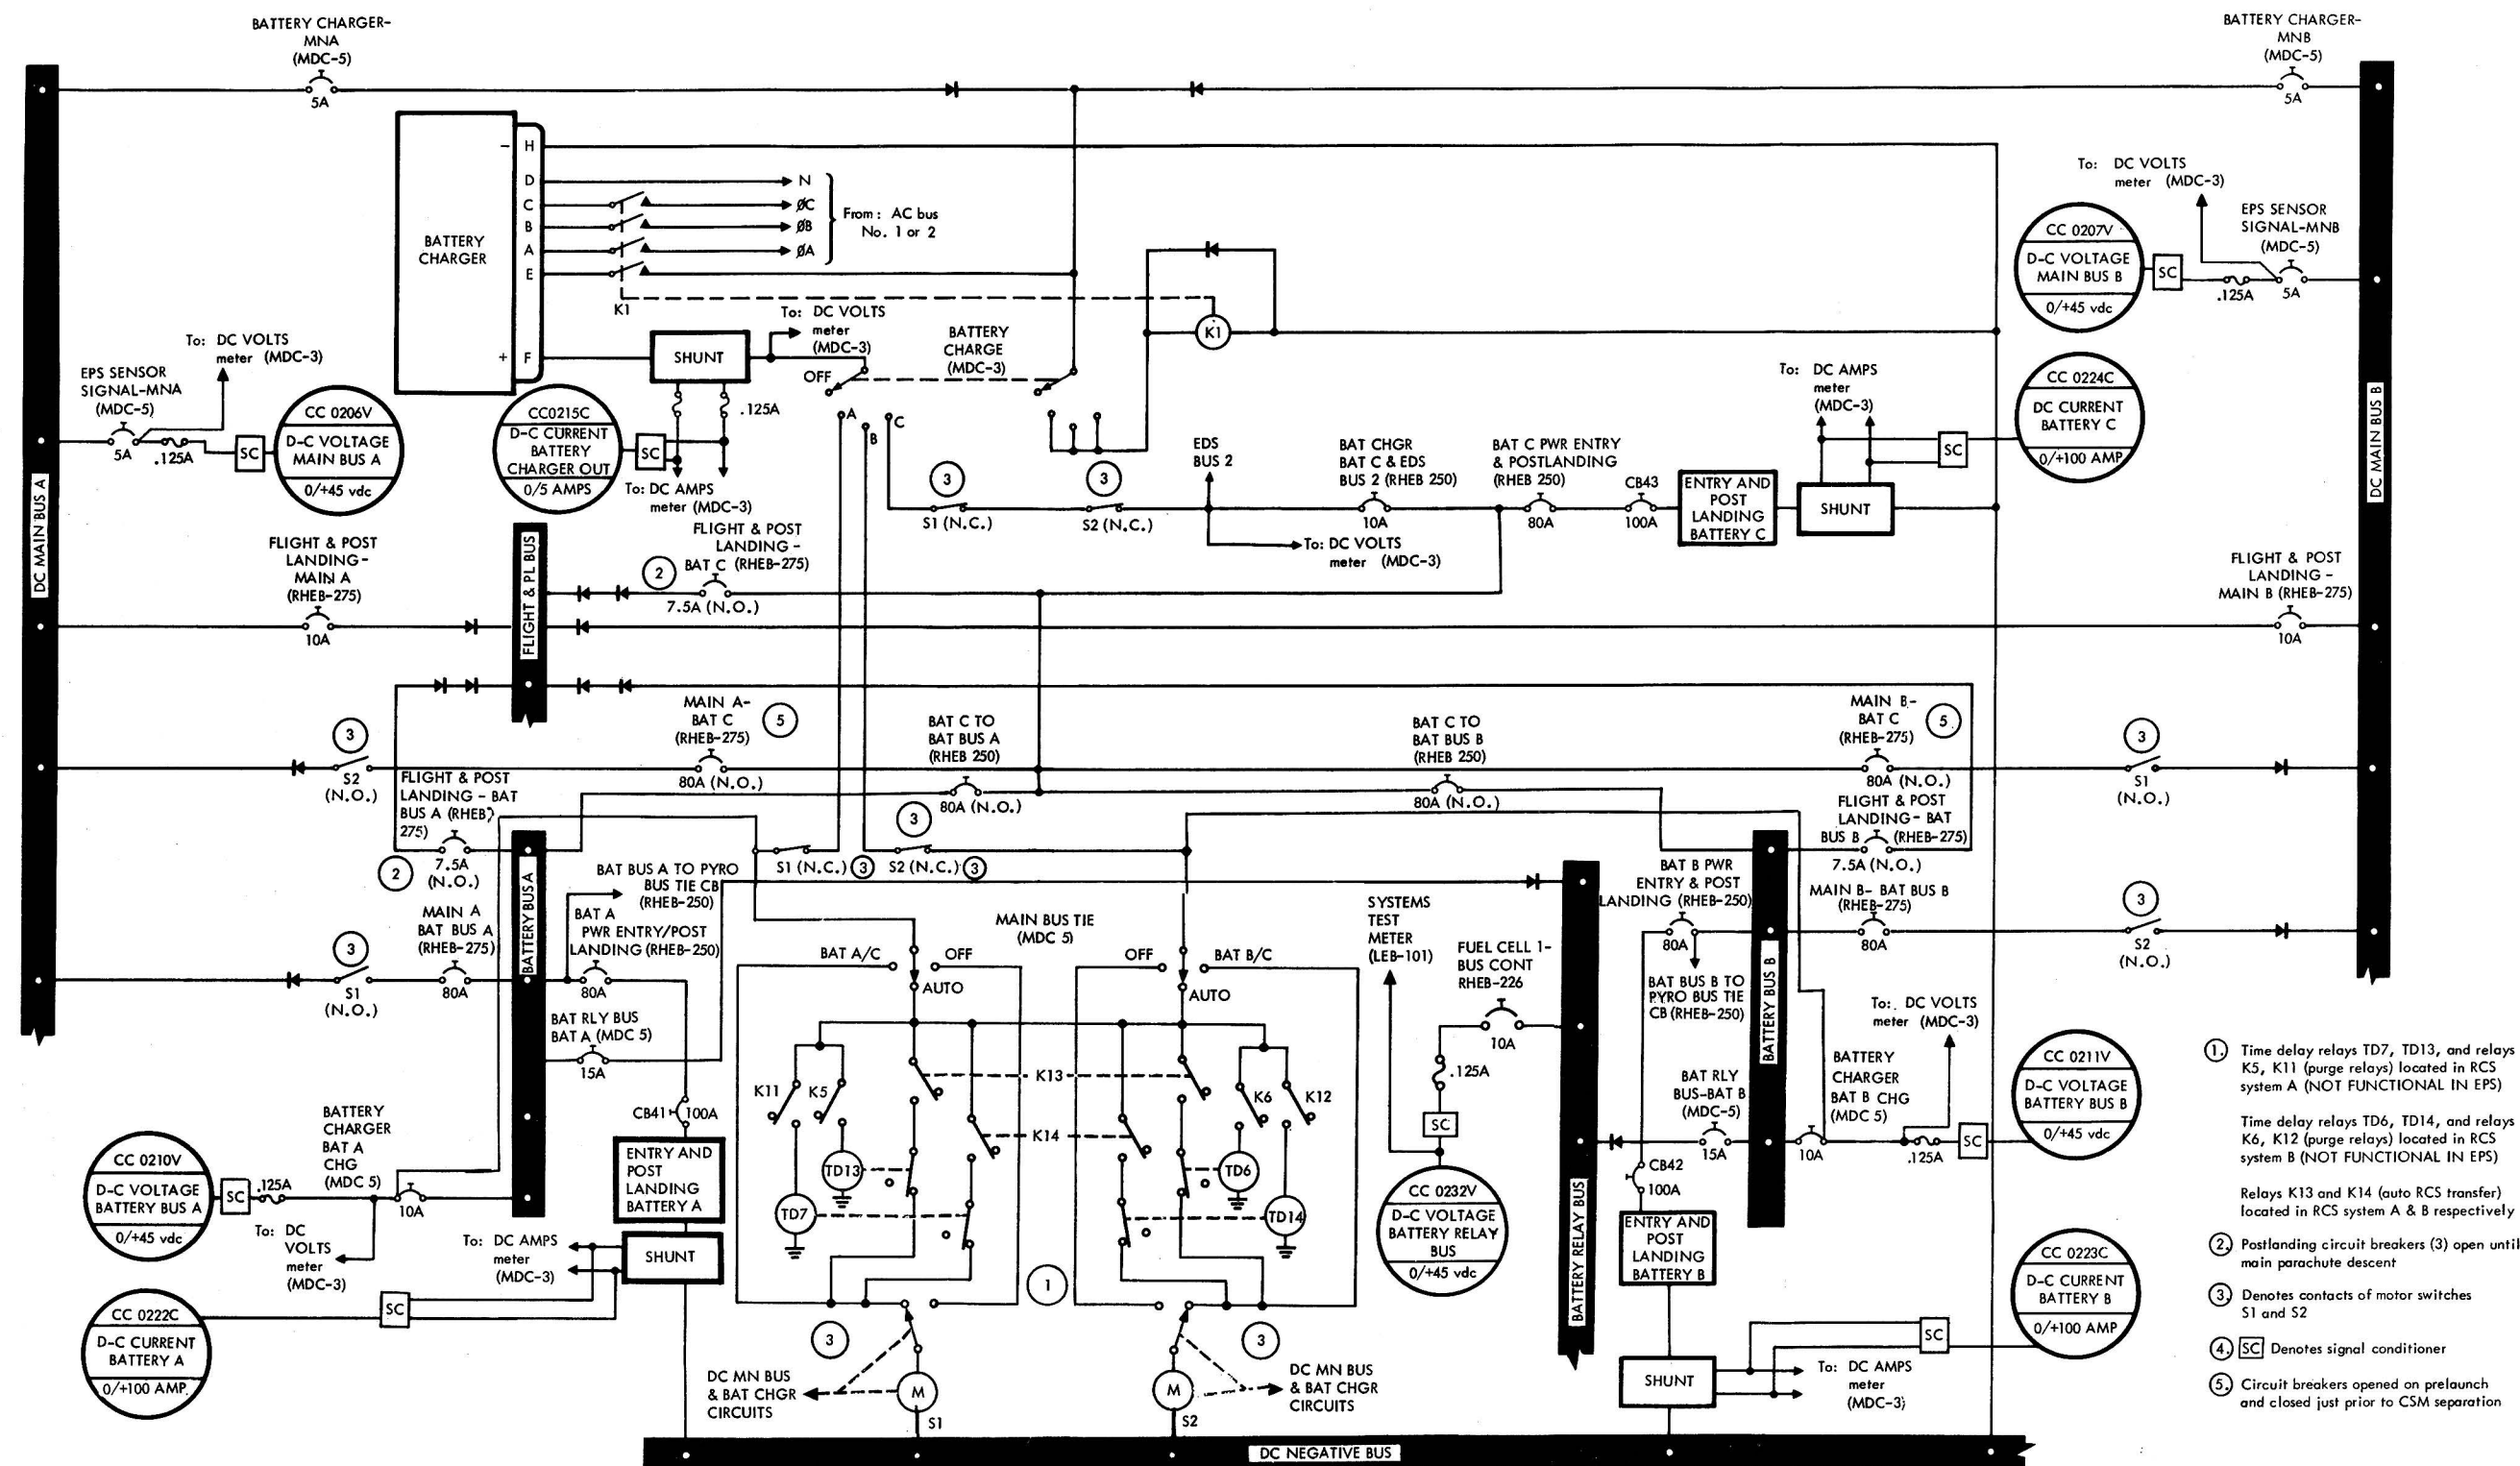 BATTERY CHARGER-
MNA
(MDC-5)
5A
BATTERY CHARGER-
MNB
(MDC-5)
5A
BATTERY
CHARGER
-
H
D
C
B
A
E
+
F
N
ØC
ØB
ØA
From: AC bus
No. 1 or 2
K1
K1
To: DC VOLTS
meter (MDC-3)
EPS SENSOR
SIGNAL-MNA
(MDC-5)
5A
.125A
SC
CC 0206V
D-C VOLTAGE
MAIN BUS A
0/+45 vdc
CC0215C
D-C CURRENT
BATTERY
CHARGER OUT
0/5 AMPS
SC
SHUNT
.125A
To: DC AMPS
meter (MDC-3)
To: DC VOLTS
meter
(MDC-3)
OFF
BATTERY
CHARGE
(MDC-3)
A
B
C
To: DC VOLTS
meter (MDC-3)
CC 0207V
D-C VOLTAGE
MAIN BUS B
0/+45 vdc
SC
.125A
EPS SENSOR
SIGNAL-MNB
(MDC-5)
5A
To: DC AMPS
meter
(MDC-3)
SC
CC 0224C
DC CURRENT
BATTERY C
0/+100 AMP
DC MAIN BUS A
DC MAIN BUS B
3
S1 (N.C.)
3
S2 (N.C.)
EDS
BUS 2
BAT CHGR
BAT C & EDS
BUS 2 (RHEB 250)
10A
BAT C PWR ENTRY
& POSTLANDING
(RHEB 250)
80A
CB43
100A
ENTRY AND
POST
LANDING
BATTERY C
SHUNT
To: DC VOLTS
meter (MDC-3)
FLIGHT & POST
LANDING-
MAIN A
(RHEB-275)
10A
FLIGHT & PL BUS
2
FLIGHT & POST
LANDING -
BAT C (RHEB-275)
7.5A (N.O.)
FLIGHT & POST
LANDING -
MAIN B (RHEB-275)
10A
3
S2
(N.O.)
MAIN A-
BAT C
(RHEB-275)
5
80A (N.O.)
BAT C TO
BAT BUS A
(RHEB 250)
80A (N.O.)
BAT C TO
BAT BUS B
(RHEB 250)
80A (N.O.)
MAIN B-
BAT C
(RHEB-275)
5
80A (N.O.)
3
S1
(N.O.)
FLIGHT & POST
LANDING - BAT
BUS A (RHEB)
275)
7.5A
(N.O.)
2
3
S1 (N.C.) 3
S2 (N.C.) 3
FLIGHT & POST
LANDING- BAT
BUS B (RHEB-275)
7.5A (N.O.)
BATTERY BUS A
BAT BUS A TO PYRO
BUS TIE CB
(RHEB-250)
MAIN A
BAT BUS A
(RHEB-275)
80A
3
S1
(N.O.)
BAT A
PWR ENTRY/POST
LANDING (RHEB-250)
80A
BAT RLY BUS
BAT A (MDC 5)
15A
CB41
100A
ENTRY AND
POST
LANDING
BATTERY A
SHUNT
To: DC AMPS
meter
(MDC-3)
BATTERY
CHARGER
BAT A
CHG
(MDC 5)
10A
.125A
SC
CC 0210V
D-C VOLTAGE
BATTERY BUS A
0/+45 vdc
To: DC
VOLTS
meter
(MDC-3)
CC 0222C
D-C CURRENT
BATTERY A
0/+100 AMP
SC
MAIN BUS TIE
(MDC 5)
BAT A/C
OFF
AUTO
OFF
BAT B/C
AUTO
K11
K5
K13
K14
K6
K12
TD13
TD7
TD6
TD14
1
3
3
DC MN BUS
& BAT CHGR
CIRCUITS
M
S1
M
S2
DC MN BUS
& BAT CHGR
CIRCUITS
SYSTEMS
TEST
METER
(LEB-101)
FUEL CELL 1-
BUS CONT
RHEB-226
10A
.125A
SC
CC 0232V
D-C VOLTAGE
BATTERY RELAY
BUS
0/+45 vdc
BATTERY RELAY BUS
BAT B PWR
ENTRY & POST
LANDING (RHEB-250)
80A
BAT BUS B TO
PYRO BUS TIE
CB (RHEB-250)
BATTERY BUS B
MAIN B- BAT BUS B
(RHEB-275)
80A
3
S2
(N.O.)
BAT RLY
BUS-BAT B
(MDC-5)
15A
BATTERY
CHARGER
BAT B CHG
(MDC 5)
10A
To: DC VOLTS
meter (MDC-3)
.125A
SC
CC 0211V
D-C VOLTAGE
BATTERY BUS B
0/+45 vdc
CB42
100A
ENTRY AND
POST
LANDING
BATTERY B
SHUNT
SC
To: DC AMPS
meter
(MDC-3)
CC 0223C
D-C CURRENT
BATTERY B
0/+100 AMP
DC NEGATIVE BUS
1. Time delay relays TD7, TD13, and relays
K5, K11 (purge relays) located in RCS
system A (NOT FUNCTIONAL IN EPS)
Time delay relays TD6, TD14, and relays
K6, K12 (purge relays) located in RCS
system B (NOT FUNCTIONAL IN EPS)
Relays K13 and K14 (auto RCS transfer)
located in RCS system A & B respectively
2. Postlanding circuit breakers (3) open until
main parachute descent
3. Denotes contacts of motor switches
S1 and S2
4. SC Denotes signal conditioner
5. Circuit breakers opened on prelaunch
and closed just prior to CSM separation